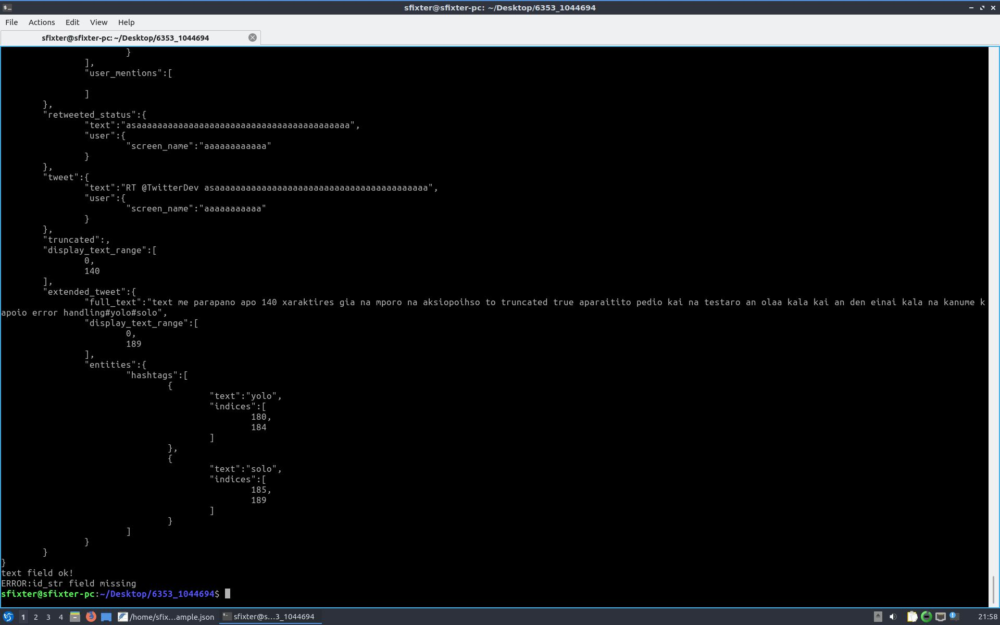 sfixter@sfixter-pc: ~/Desktop/6353_1044694
File Actions Edit View Help
sfixter@sfixter-pc: ~/Desktop/6353_1044694
}
],
"user_mentions":[
]
},
"retweeted_status":{
"text":"asaaaaaaaaaaaaaaaaaaaaaaaaaaaaaaaaaaaaaaaaa",
"user":{
"screen_name":"aaaaaaaaaaaa"
}
},
"tweet":{
"text":"RT @TwitterDev asaaaaaaaaaaaaaaaaaaaaaaaaaaaaaaaaaaaaaaaaa",
"user":{
"screen_name":"aaaaaaaaaaa"
}
},
"truncated":,
"display_text_range":[
0,
140
],
"extended_tweet":{
"full_text":"text me parapano apo 140 xaraktires gia na mporo na aksiopoihso to truncated true aparaitito pedio kai na testaro an olaa kala kai an den einai kala na kanume k
apoio error handling#yolo#solo",
"display_text_range":[
0,
189
],
"entities":{
"hashtags":[
{
"text":"yolo",
"indices":[
180,
184
]
},
{
"text":"solo",
"indices":[
185,
189
]
}
]
}
}
}
text field ok!
ERROR:id_str field missing
sfixter@sfixter-pc:~/Desktop/6353_1044694$
1 2 3 4 /home/sfix...ample.json sfixter@s...3_1044694 21:58